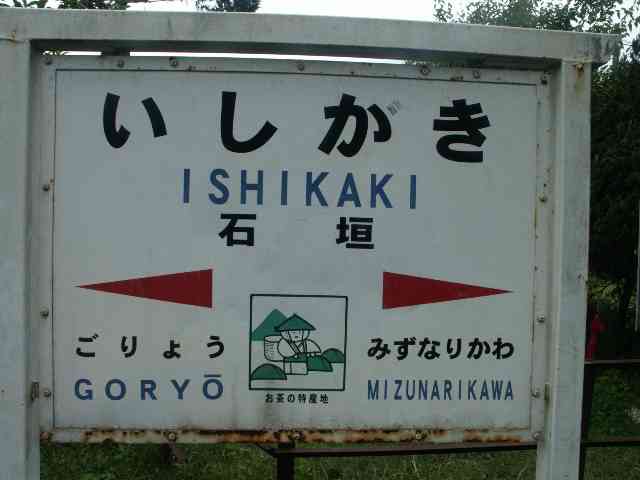 いしがき
ISHIKAKI
石垣
ごりょう みずなりかわ
GORYŌ MIZUNARIKAWA
お茶の特産地